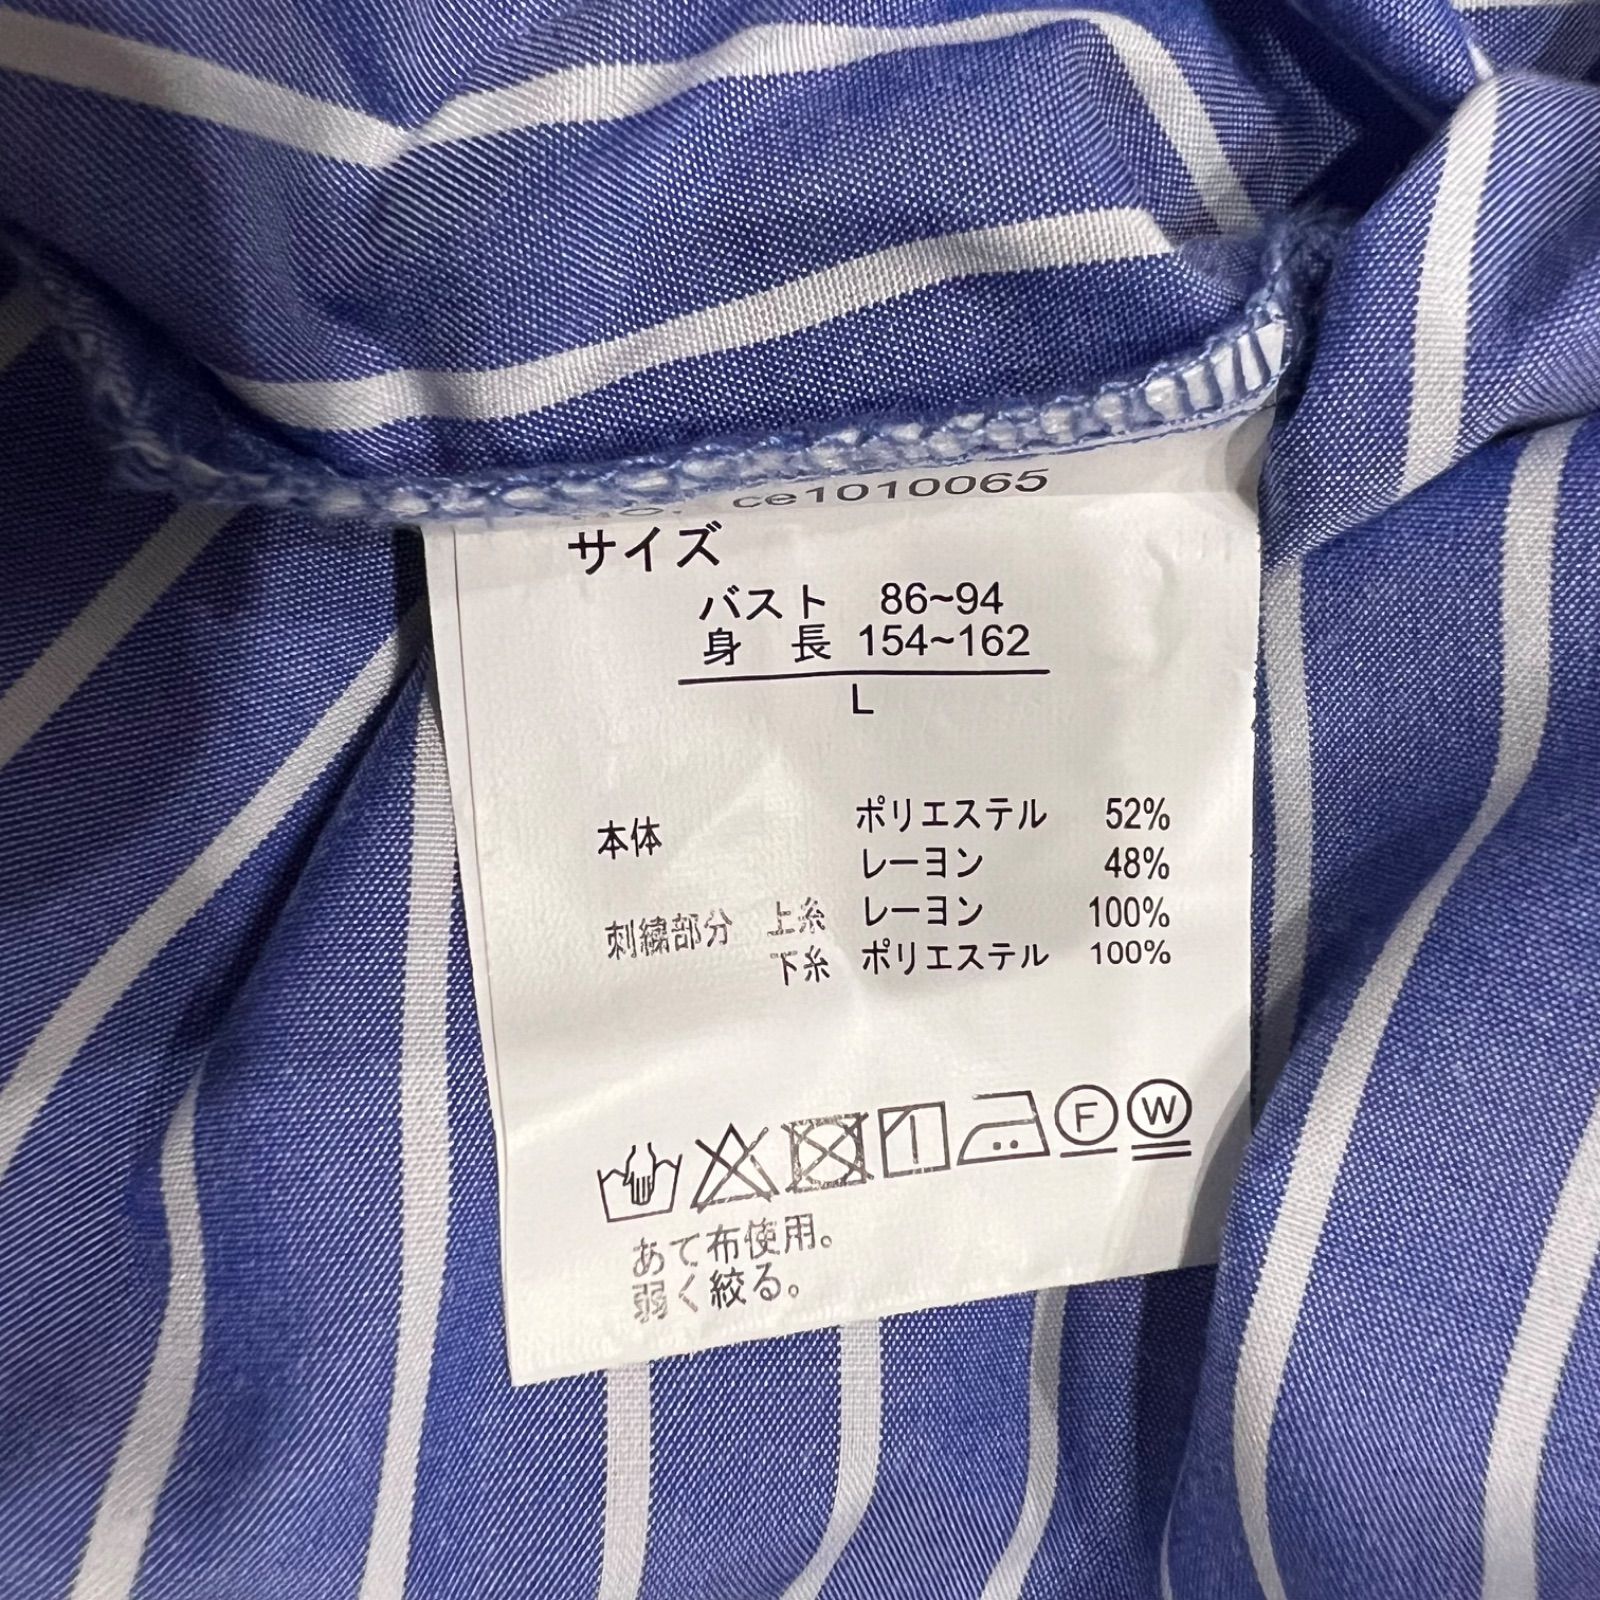 no. ce1010065
サイズ
バスト 86~94
身 長 154~162
L
本体 ポリエステル 52%
レーヨン 48%
刺繍部分 上糸 レーヨン 100%
下糸 ポリエステル 100%
F W
あて布使用。
弱く絞る。